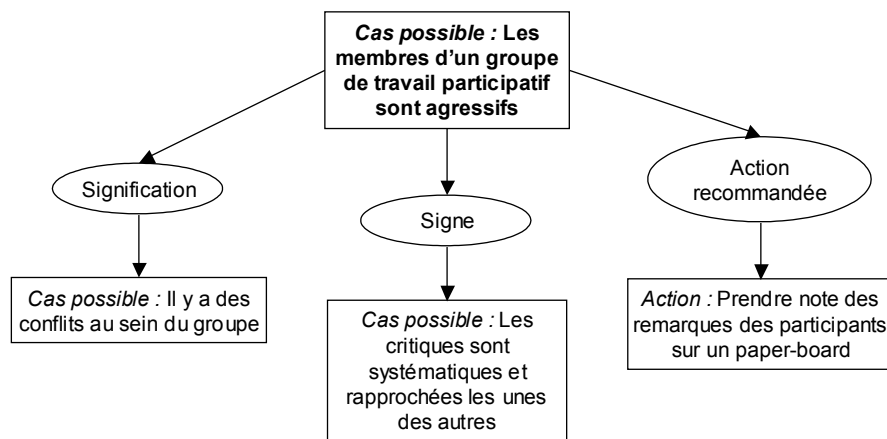 Cas possible : Les
membres d'un groupe
de travail participatif
sont agressifs
Signification
Signe
Action
recommandée
Cas possible : Il y a des
conflits au sein du groupe
Cas possible : Les
critiques sont
systématiques et
rapprochées les unes
des autres
Action : Prendre note des
remarques des participants
sur un paper-board